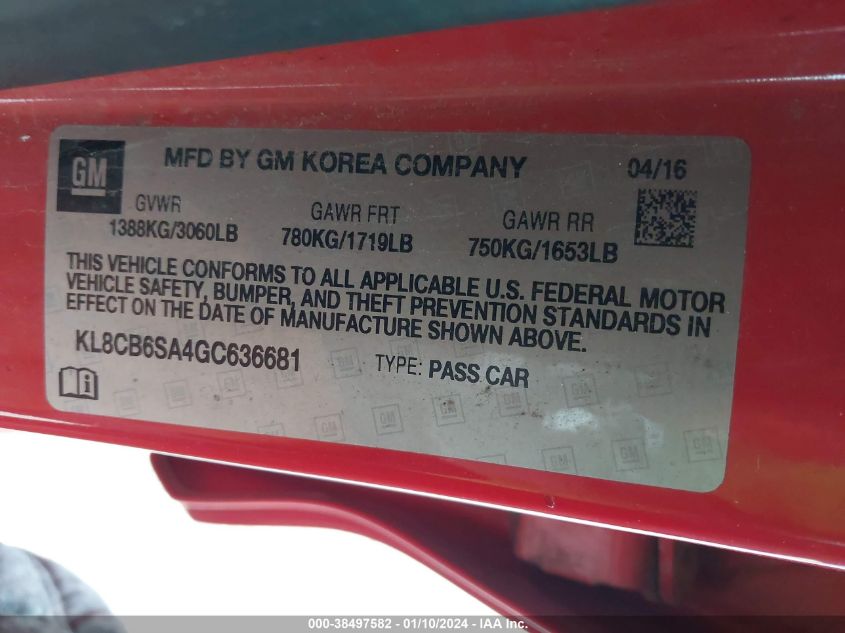 GM
MFD BY GM KOREA COMPANY
04/16
GVWR
1388KG/3060LB
GAWR FRT
780KG/1719LB
GAWR RR
750KG/1653LB
THIS VEHICLE CONFORMS TO ALL APPLICABLE U.S. FEDERAL MOTOR
VEHICLE SAFETY, BUMPER, AND THEFT PREVENTION STANDARDS IN
EFFECT ON THE DATE OF MANUFACTURE SHOWN ABOVE.
KL8CB6SA4GC636681
TYPE: PASS CAR
000-38497582 - 01/10/2024 - IAA Inc.